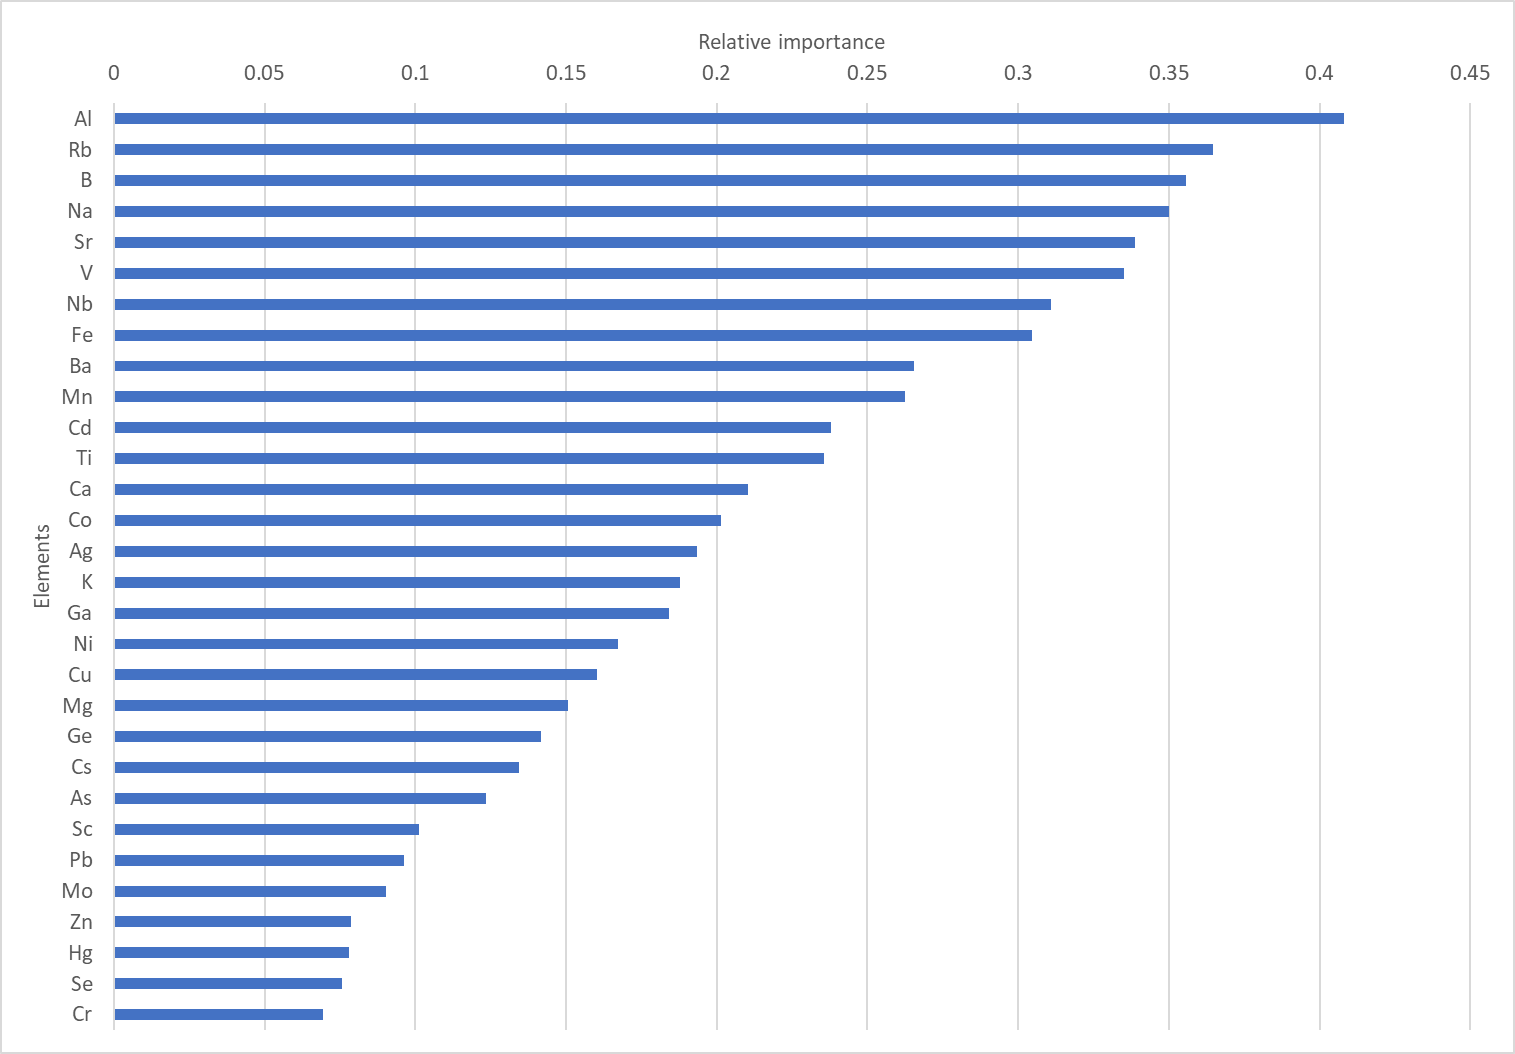 Relative importance
0 0.05 0.1 0.15 0.2 0.25 0.3 0.35 0.4 0.45
Elements
Al
Rb
B
Na
Sr
V
Nb
Fe
Ba
Mn
Cd
Ti
Ca
Co
Ag
K
Ga
Ni
Cu
Mg
Ge
Cs
As
Sc
Pb
Mo
Zn
Hg
Se
Cr